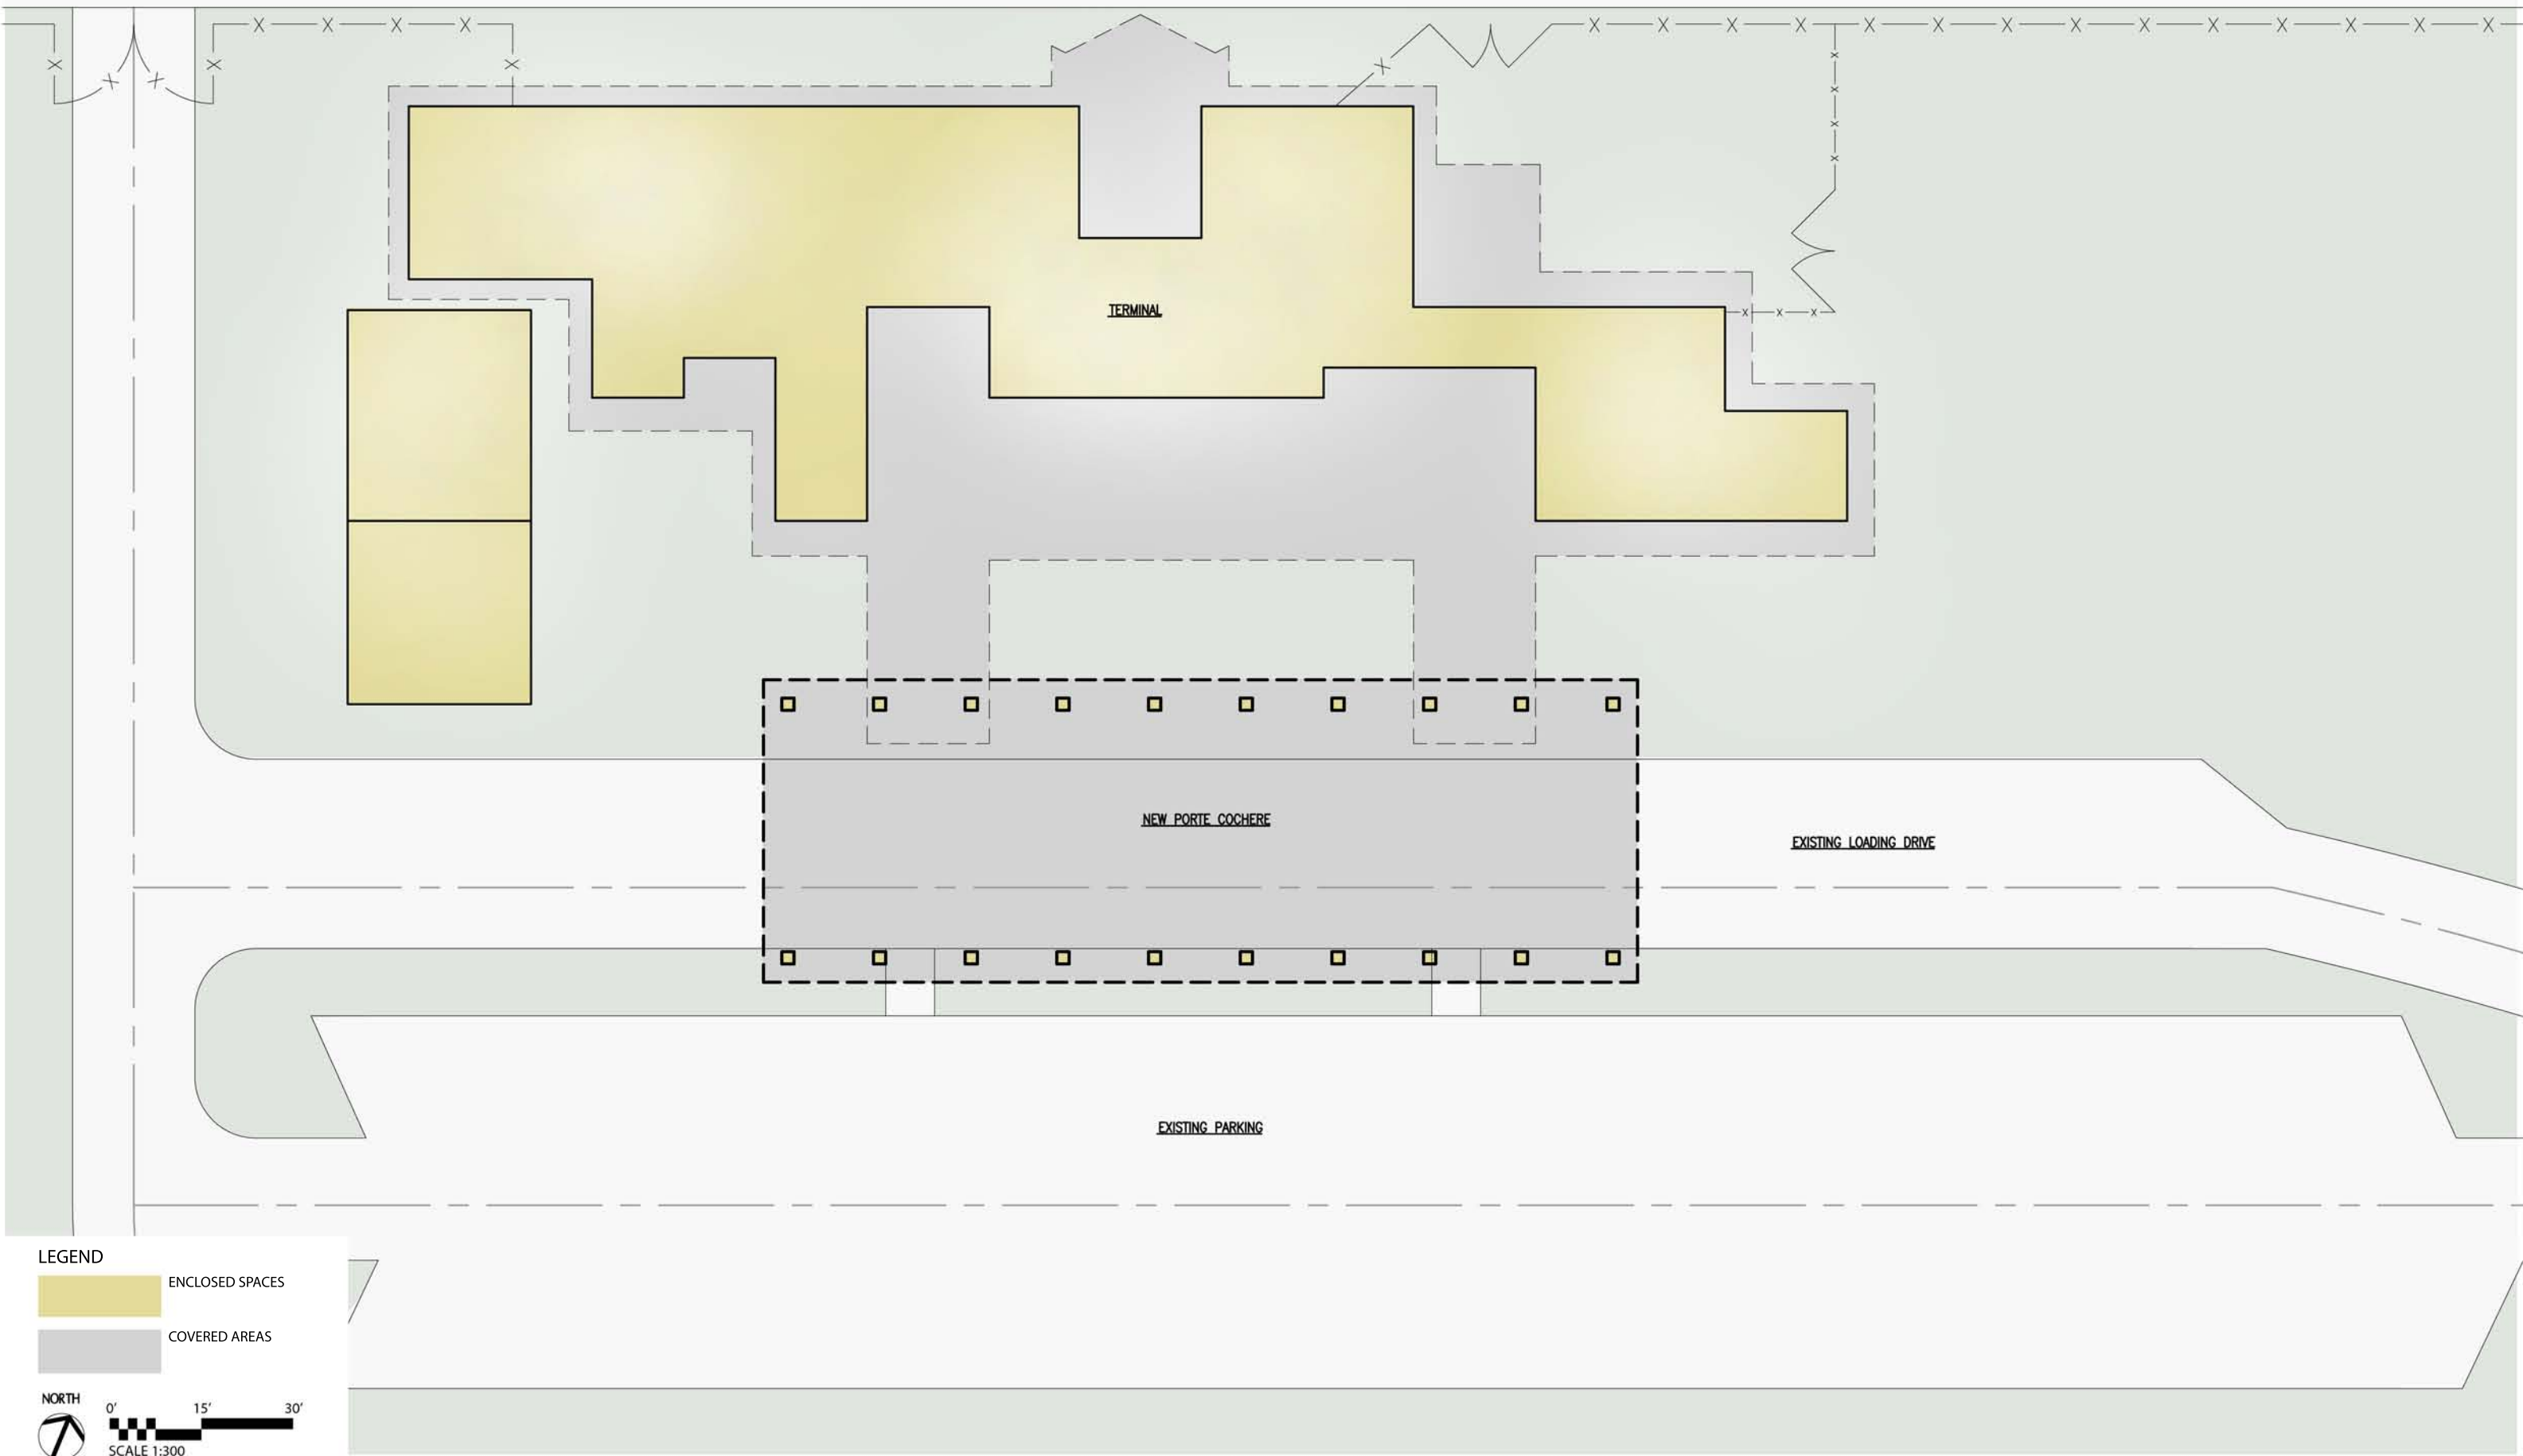 TERMINAL
NEW PORTE COCHERE
EXISTING LOADING DRIVE
EXISTING PARKING
LEGEND
ENCLOSED SPACES
COVERED AREAS
NORTH
0' 15' 30'
SCALE 1:300